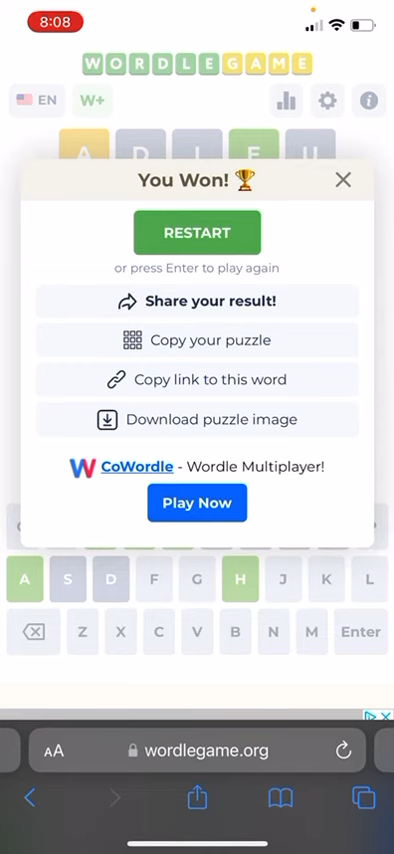 8:08
WORDLEGAME
EN W+
A D I E U
You Won! 🏆
RESTART
or press Enter to play again
Share your result!
Copy your puzzle
Copy link to this word
Download puzzle image
W CoWordle - Wordle Multiplayer!
Play Now
A S D F G H J K L
Z X C V B N M Enter
AA wordlegame.org